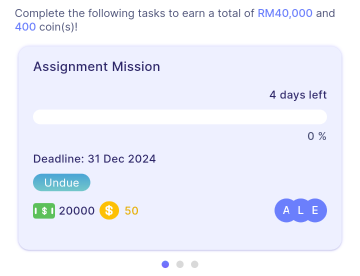 Complete the following tasks to earn a total of RM40,000 and
400 coin(s)!
Assignment Mission
4 days left
0 %
Deadline: 31 Dec 2024
Undue
$ 20000 $ 50 A L E